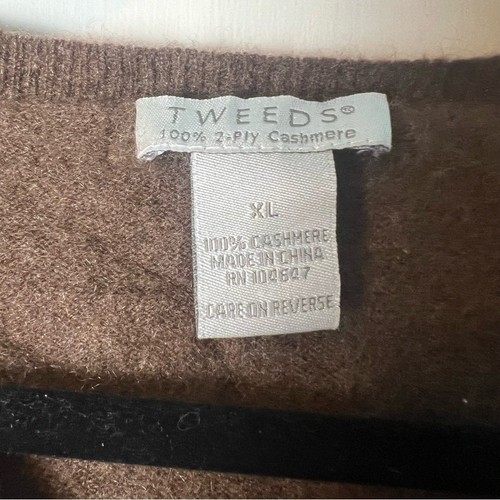 TWEEDS®
100% 2-Ply Cashmere
XL
100% CASHMERE
MADE IN CHINA
RN 104647
CARE ON REVERSE